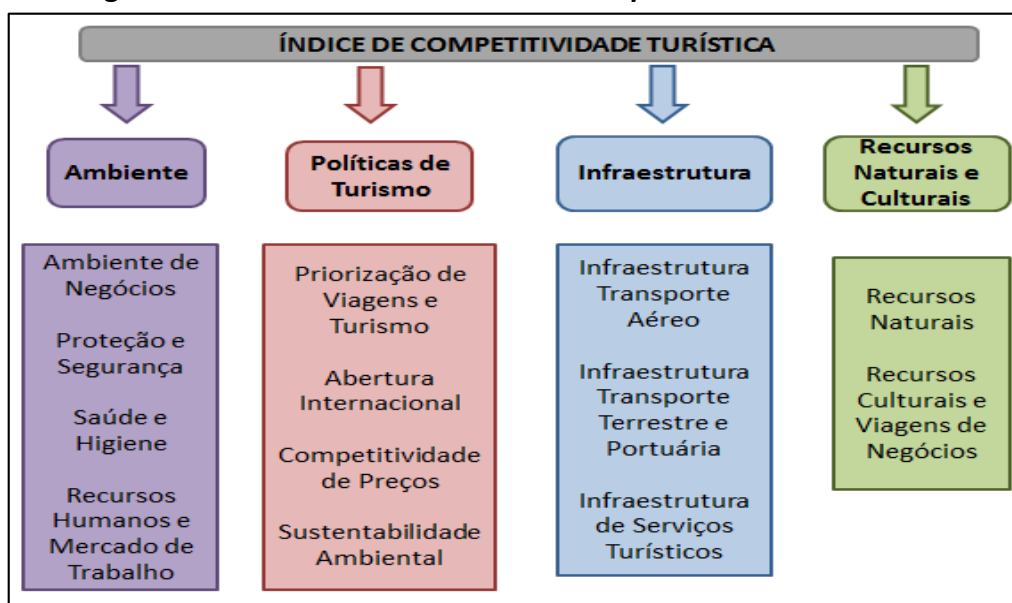 ÍNDICE DE COMPETITIVIDADE TURÍSTICA
Ambiente
Ambiente de
Negócios
Proteção e
Segurança
Saúde e
Higiene
Recursos
Humanos e
Mercado de
Trabalho
Políticas de
Turismo
Priorização de
Viagens e
Turismo
Abertura
Internacional
Competitividade
de Preços
Sustentabilidade
Ambiental
Infraestrutura
Infraestrutura
Transporte
Aéreo
Infraestrutura
Transporte
Terrestre e
Portuária
Infraestrutura
de Serviços
Turísticos
Recursos
Naturais e
Culturais
Recursos
Naturais
Recursos
Culturais e
Viagens de
Negócios